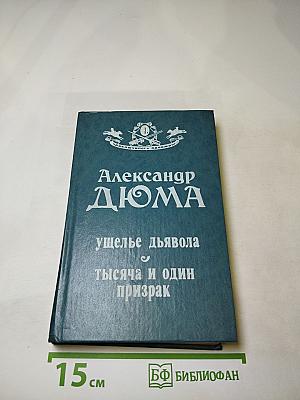 Александр
ДЮМА
ущелье дьявола
тысяча и один
призрак
15 см
БФ БИБЛИОФАН